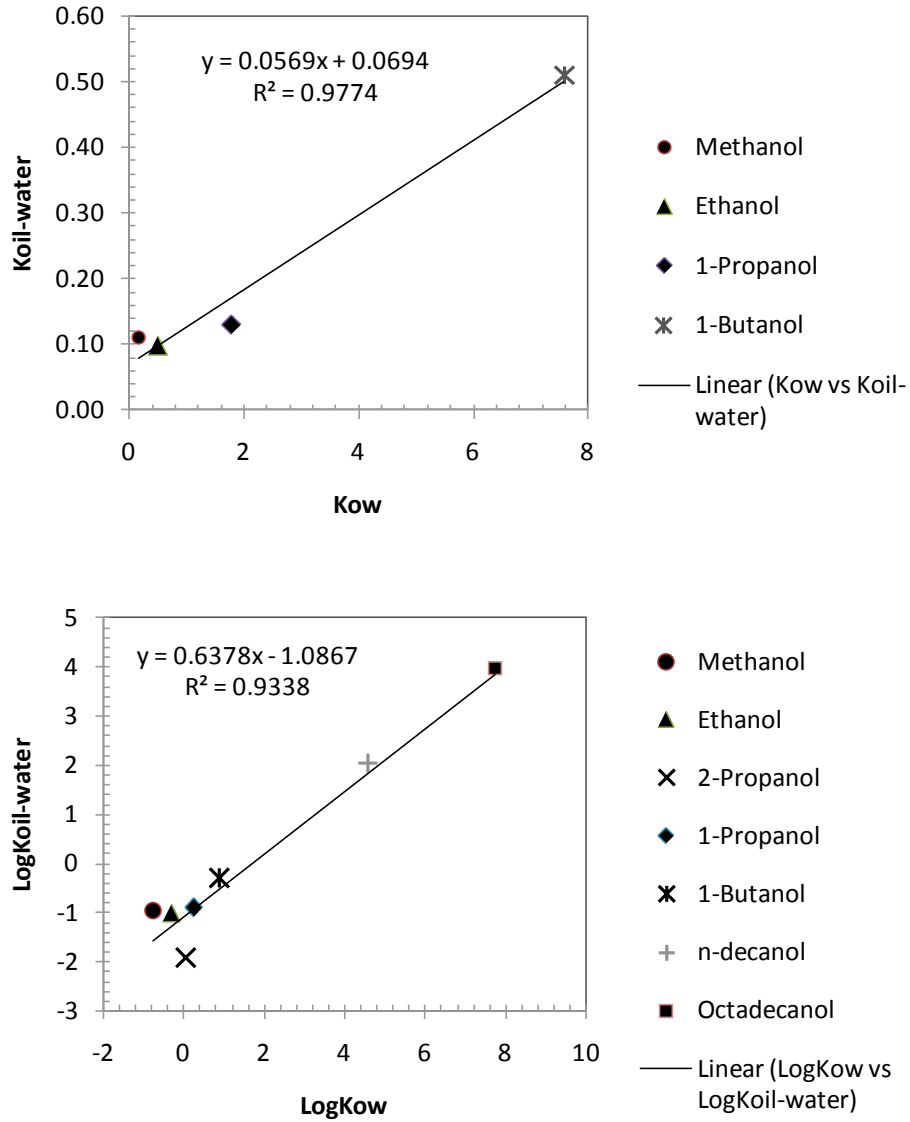 0.60
0.50
0.40
0.30
0.20
0.10
0.00
Koil-water
y = 0.0569x + 0.0694
R² = 0.9774
0 2 4 6 8
Kow
Methanol
Ethanol
1-Propanol
1-Butanol
Linear (Kow vs Koil-
water)
5
4
3
2
1
0
-1
-2
-3
LogKoil-water
y = 0.6378x - 1.0867
R² = 0.9338
-2 0 2 4 6 8 10
LogKow
Methanol
Ethanol
2-Propanol
1-Propanol
1-Butanol
n-decanol
Octadecanol
Linear (LogKow vs
LogKoil-water)